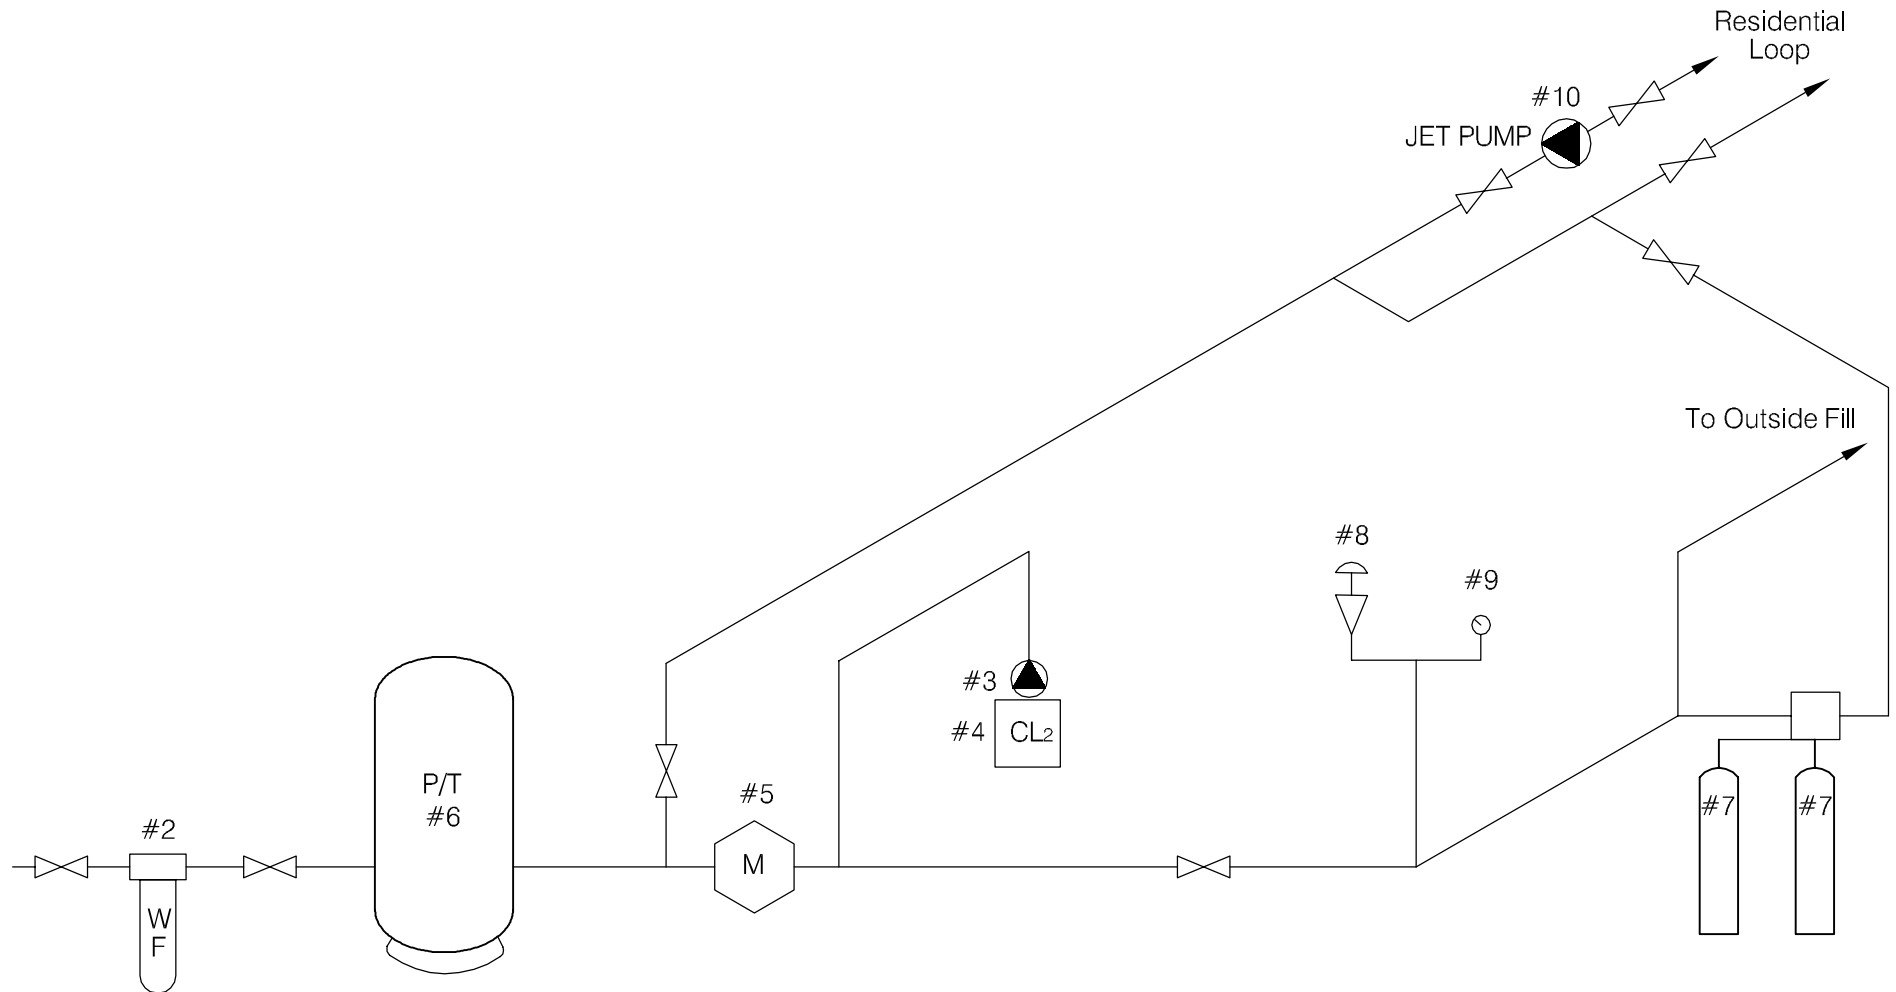 Residential
Loop
#10
JET PUMP
To Outside Fill
#8
#9
#3
#4
CL₂
P/T
#6
#5
M
#7
#7
#2
W
F